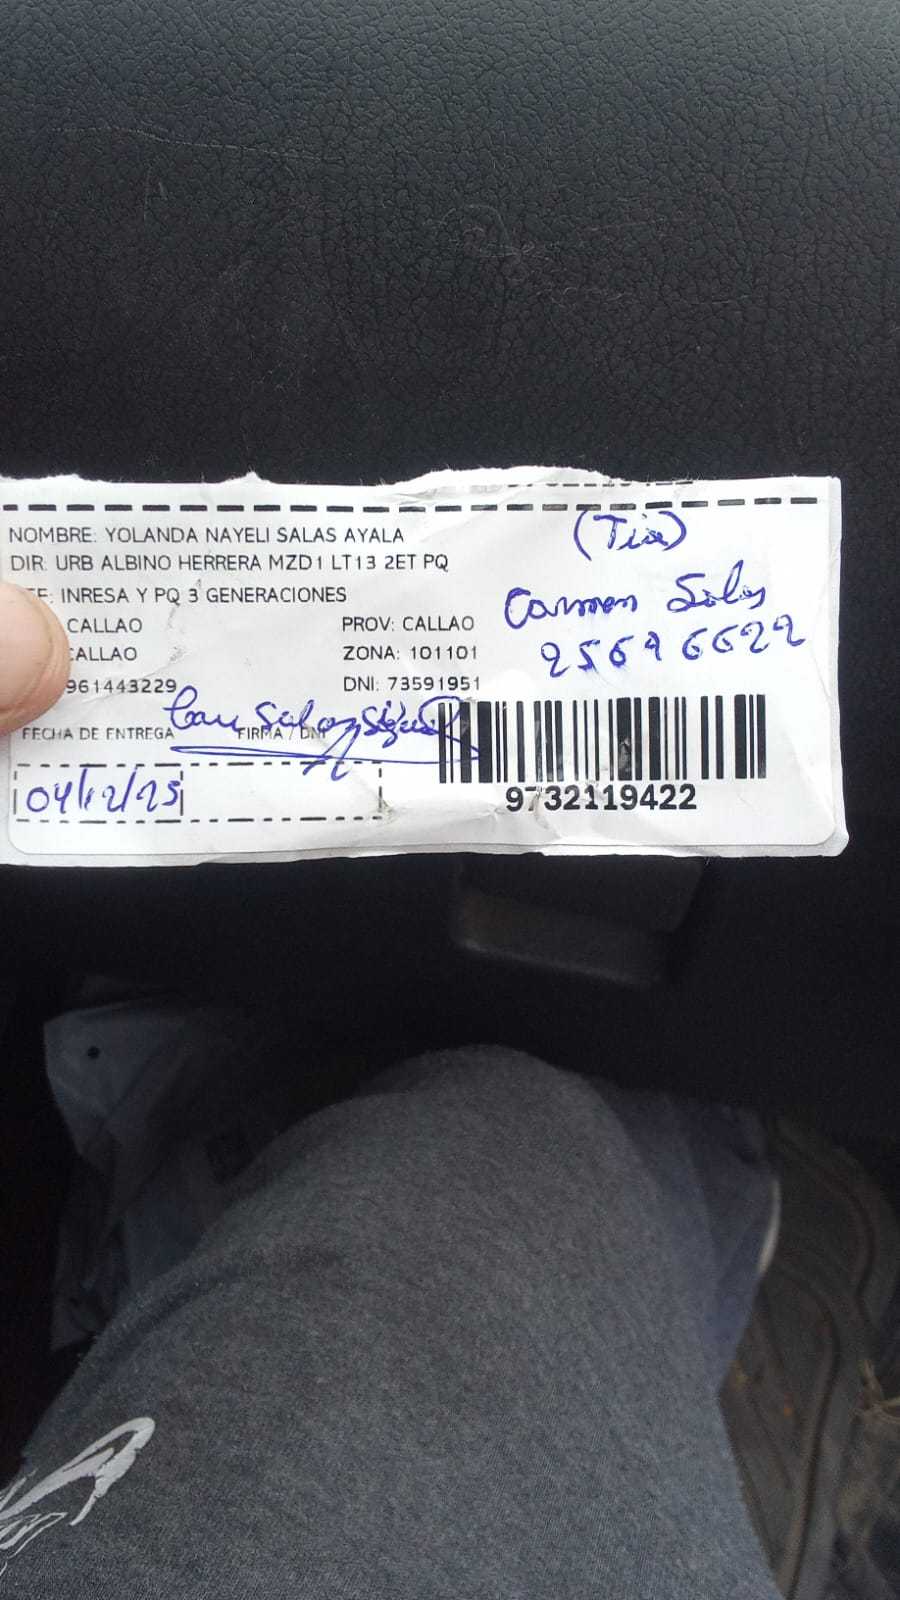 NOMBRE: YOLANDA NAYELI SALAS AYALA
(Tia)
DIR: URB ALBINO HERRERA MZD1 LT13 2ET PQ
INRESA Y PQ 3 GENERACIONES
Carmen Salas
CALLAO PROV: CALLAO
CALLAO ZONA: 101101
961443229 DNI: 73591951
FECHA DE ENTREGA FIRMA / DNI
04/12/25
9732119422